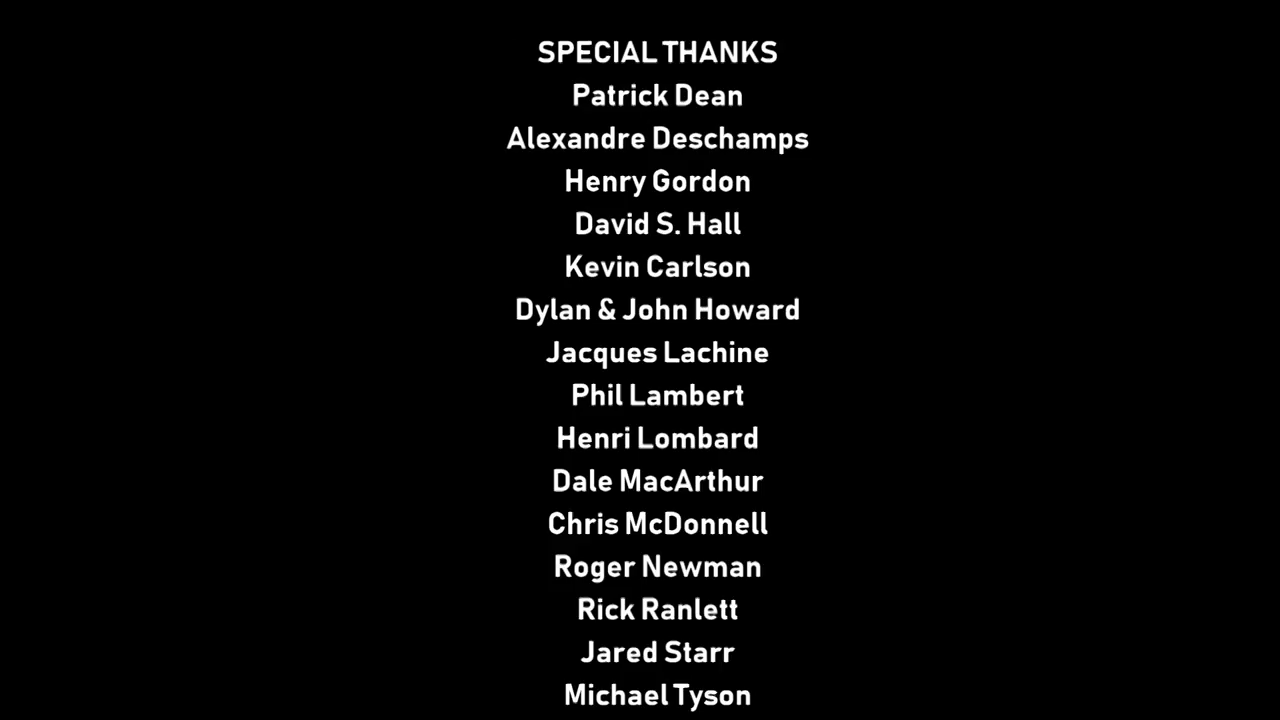 SPECIAL THANKS
Patrick Dean
Alexandre Deschamps
Henry Gordon
David S. Hall
Kevin Carlson
Dylan & John Howard
Jacques Lachine
Phil Lambert
Henri Lombard
Dale MacArthur
Chris McDonnell
Roger Newman
Rick Ranlett
Jared Starr
Michael Tyson